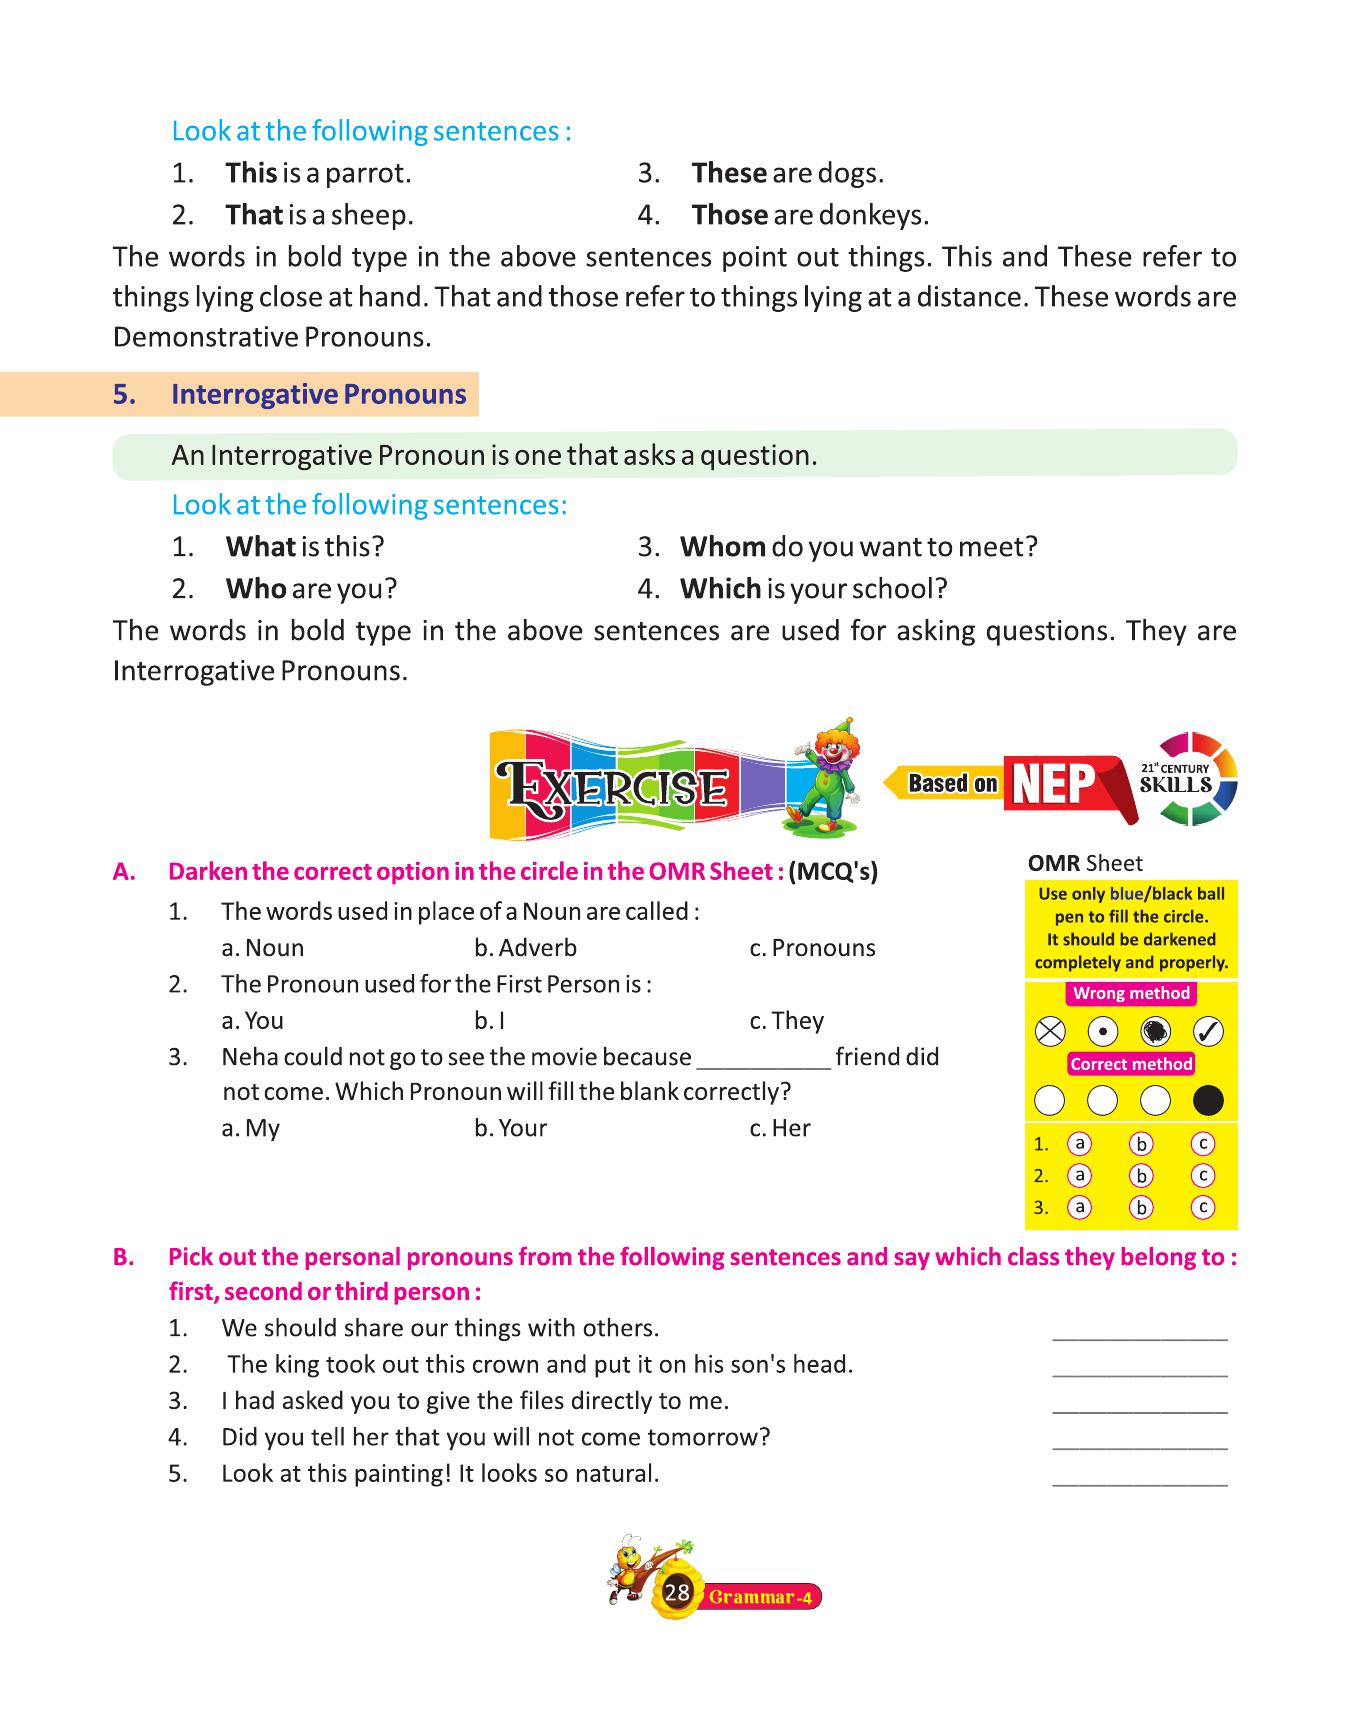 Look at the following sentences :
1. This is a parrot. 3. These are dogs.
2. That is a sheep. 4. Those are donkeys.
The words in bold type in the above sentences point out things. This and These refer to
things lying close at hand. That and those refer to things lying at a distance. These words are
Demonstrative Pronouns.
5. Interrogative Pronouns
An Interrogative Pronoun is one that asks a question.
Look at the following sentences:
1. What is this? 3. Whom do you want to meet?
2. Who are you? 4. Which is your school?
The words in bold type in the above sentences are used for asking questions. They are
Interrogative Pronouns.
EXERCISE
Based on NEP
21st CENTURY
SKILLS
A. Darken the correct option in the circle in the OMR Sheet : (MCQ's)
1. The words used in place of a Noun are called :
a. Noun b. Adverb c. Pronouns
2. The Pronoun used for the First Person is :
a. You b. I c. They
3. Neha could not go to see the movie because ___________ friend did
not come. Which Pronoun will fill the blank correctly?
a. My b. Your c. Her
OMR Sheet
Use only blue/black ball
pen to fill the circle.
It should be darkened
completely and properly.
Wrong method
Correct method
1. a b c
2. a b c
3. a b c
B. Pick out the personal pronouns from the following sentences and say which class they belong to :
first, second or third person :
1. We should share our things with others. ______________
2. The king took out this crown and put it on his son's head. ______________
3. I had asked you to give the files directly to me. ______________
4. Did you tell her that you will not come tomorrow? ______________
5. Look at this painting! It looks so natural. ______________
28 Grammar-4